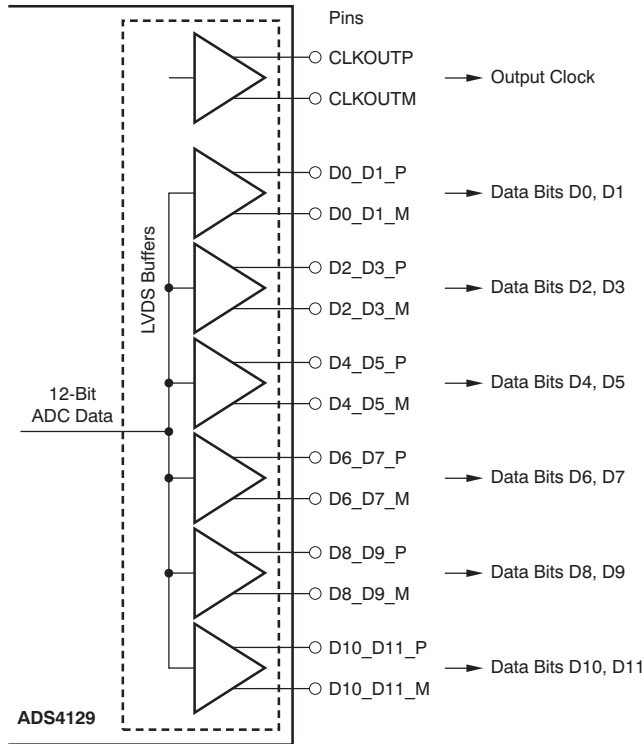 Pins
CLKOUTP
CLKOUTM
Output Clock
D0_D1_P
D0_D1_M
Data Bits D0, D1
LVDS Buffers
D2_D3_P
D2_D3_M
Data Bits D2, D3
D4_D5_P
D4_D5_M
Data Bits D4, D5
12-Bit
ADC Data
D6_D7_P
D6_D7_M
Data Bits D6, D7
D8_D9_P
D8_D9_M
Data Bits D8, D9
D10_D11_P
D10_D11_M
Data Bits D10, D11
ADS4129